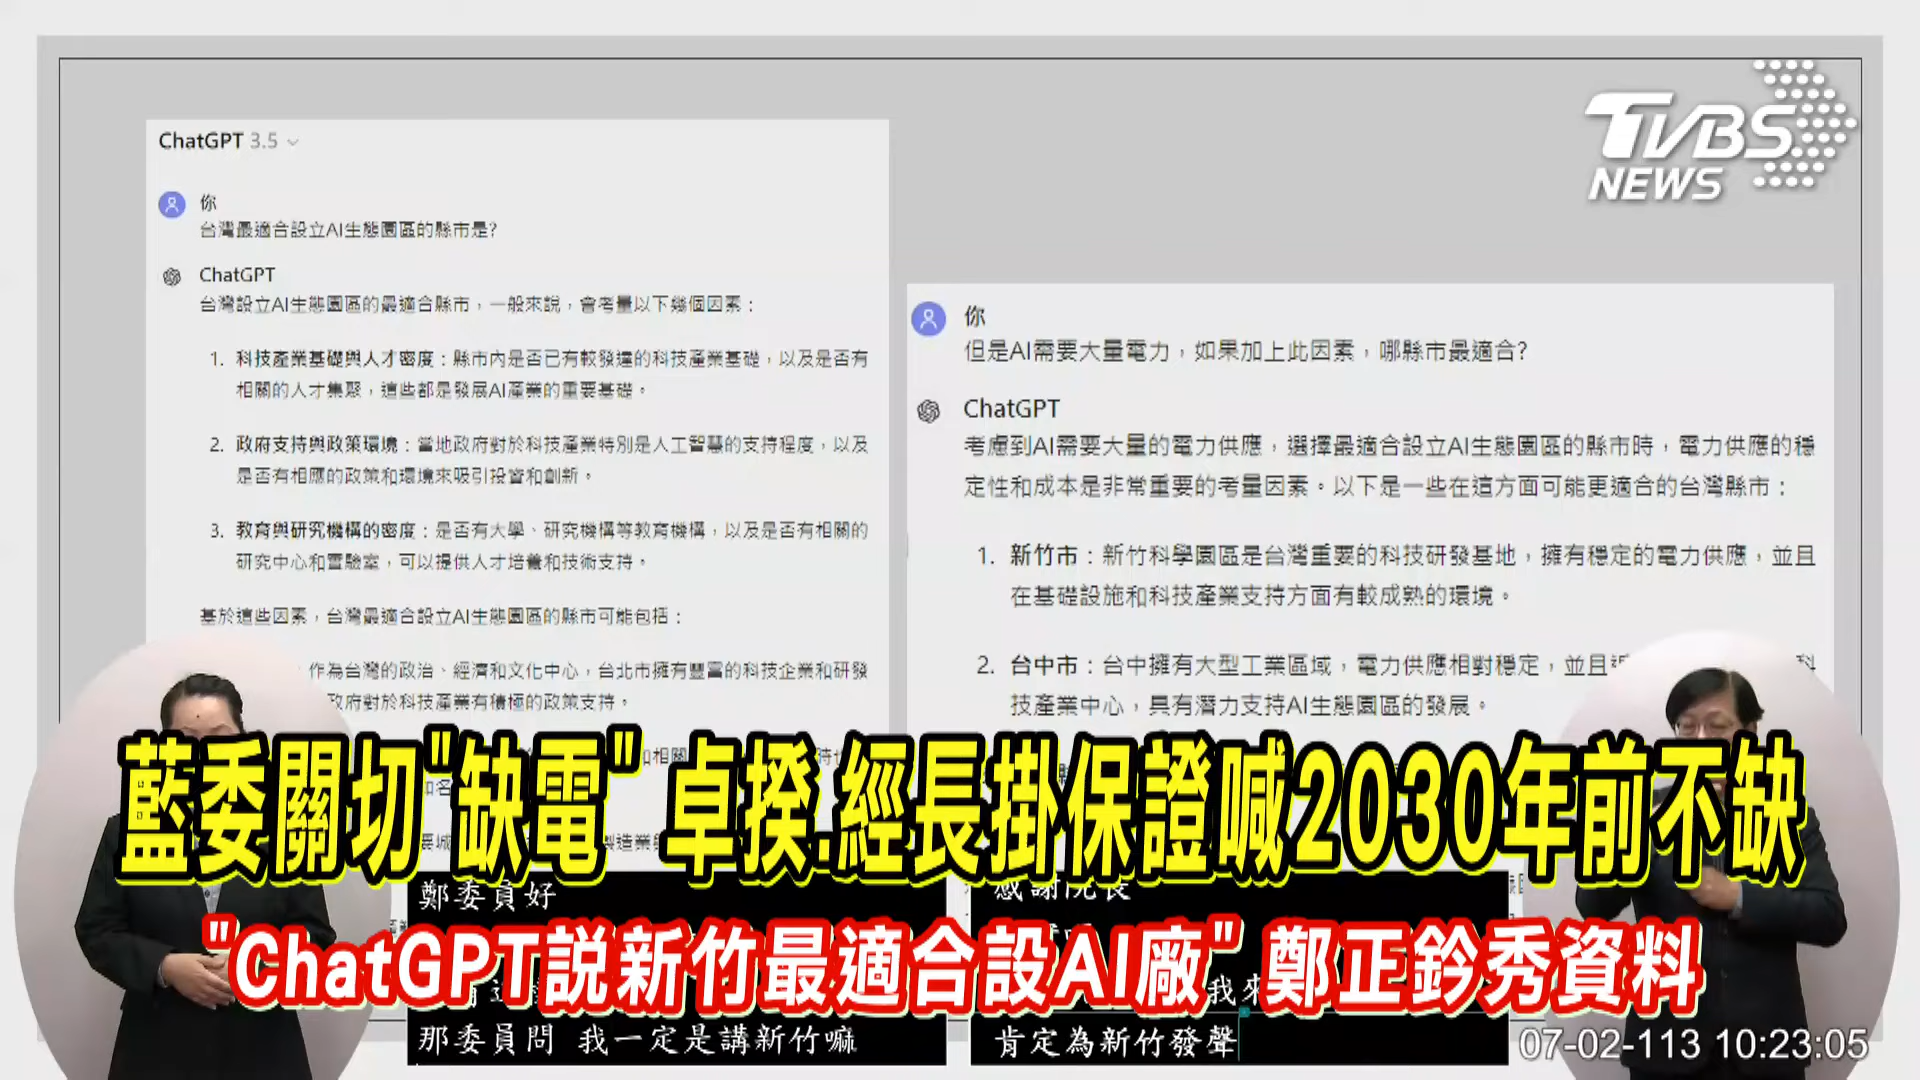 TVBS
NEWS
ChatGPT 3.5
你
台灣最適合設立AI生態園區的縣市是?
ChatGPT
台灣設立AI生態園區的最適合縣市，一般來說，會考量以下幾個因素：
1. 科技產業基礎與人才密度：縣市內是否已有較發達的科技產業基礎，以及是否有
相關的人才集聚，這些都是發展AI產業的重要基礎。
2. 政府支持與政策環境：當地政府對於科技產業特別是人工智慧的支持程度，以及
是否有相應的政策和環境來吸引投資和創新。
3. 教育與研究機構的密度：是否有大學、研究機構等教育機構，以及是否有相關的
研究中心和實驗室，可以提供人才培養和技術支持。
基於這些因素，台灣最適合設立AI生態園區的縣市可能包括：
作為台灣的政治、經濟和文化中心，台北市擁有豐富的科技企業和研發
政府對於科技產業有積極的政策支持。
和相關
你
但是AI需要大量電力，如果加上此因素，哪縣市最適合?
ChatGPT
考慮到AI需要大量的電力供應，選擇最適合設立AI生態園區的縣市時，電力供應的穩
定性和成本是非常重要的考量因素。以下是一些在這方面可能更適合的台灣縣市：
1. 新竹市：新竹科學園區是台灣重要的科技研發基地，擁有穩定的電力供應，並且
在基礎設施和科技產業支持方面有較成熟的環境。
2. 台中市：台中擁有大型工業區域，電力供應相對穩定，並且
技產業中心，具有潛力支持AI生態園區的發展。
藍委關切"缺電" 卓揆.經長掛保證喊2030年前不缺
鄭委員好
感謝院長
"ChatGPT說新竹最適合設AI廠" 鄭正鈐秀資料
我來
那委員問 我一定是講新竹嘛
肯定為新竹發聲
07-02-113 10:23:05